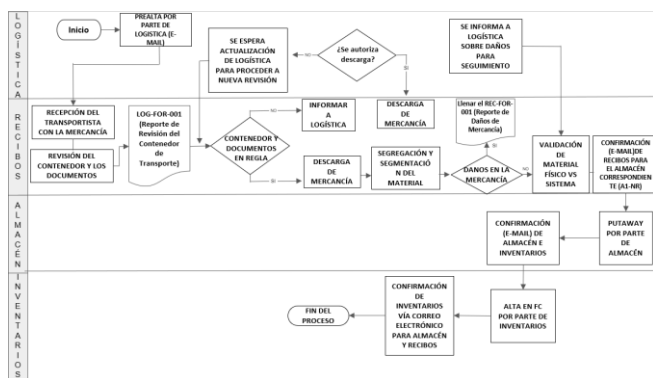 LOGÍSTICA
Inicio
PREALTA POR
PARTE DE
LOGISTICA (E-
MAIL)
SE ESPERA
ACTUALIZACIÓN
DE LOGÍSTICA
PARA PROCEDER A
NUEVA REVISIÓN
NO
¿Se autoriza
descarga?
SI
SE INFORMA A
LOGÍSTICA
SOBRE DAÑOS
PARA
SEGUIMIENTO
RECIBOS
RECEPCIÓN DEL
TRANSPORTISTA
CON LA MERCANCÍA
REVISIÓN DEL
CONTENEDOR Y LOS
DOCUMENTOS
LOG-FOR-001
(Reporte de
Revisión del
Contenedor
de
Transporte)
CONTENEDOR Y
DOCUMENTOS
EN REGLA
NO
INFORMAR
A
LOGÍSTICA
SI
DESCARGA
DE
MERCANCÍA
DESCARGA
DE
MERCANCÍA
SEGREGACIÓN Y
SEGMENTACIÓ
N DEL
MATERIAL
Llenar el REC-FOR-
001 (Reporte de
Daños de
Mercancía)
SI
DANOS EN LA
MERCANCÍA
NO
VALIDACIÓN
DE
MATERIAL
FÍSICO VS
SISTEMA
CONFIRMACIÓN
(E-MAIL)DE
RECIBOS PARA
EL ALMACÉN
CORRESPONDIEN
TE (A1-NR)
ALMACÉN
CONFIRMACIÓN
(E-MAIL) DE
ALMACÉN E
INVENTARIOS
PUTAWAY POR
PARTE DE
ALMACÉN
INVENTARIOS
FIN DEL
PROCESO
CONFIRMACIÓN
DE
INVENTARIOS
VÍA CORREO
ELECTRÓNICO
PARA ALMACÉN
Y RECIBOS
ALTA EN FC
POR PARTE DE
INVENTARIOS